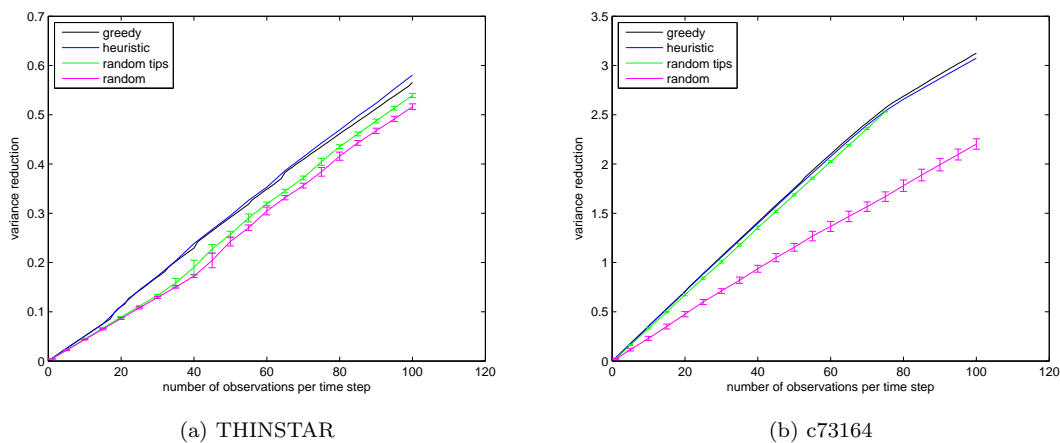 0.7
0.6
0.5
0.4
0.3
0.2
0.1
0
variance reduction
greedy
heuristic
random tips
random
0 20 40 60 80 100 120
number of observations per time step
(a) THINSTAR
3.5
3
2.5
2
1.5
1
0.5
0
variance reduction
greedy
heuristic
random tips
random
0 20 40 60 80 100 120
number of observations per time step
(b) c73164